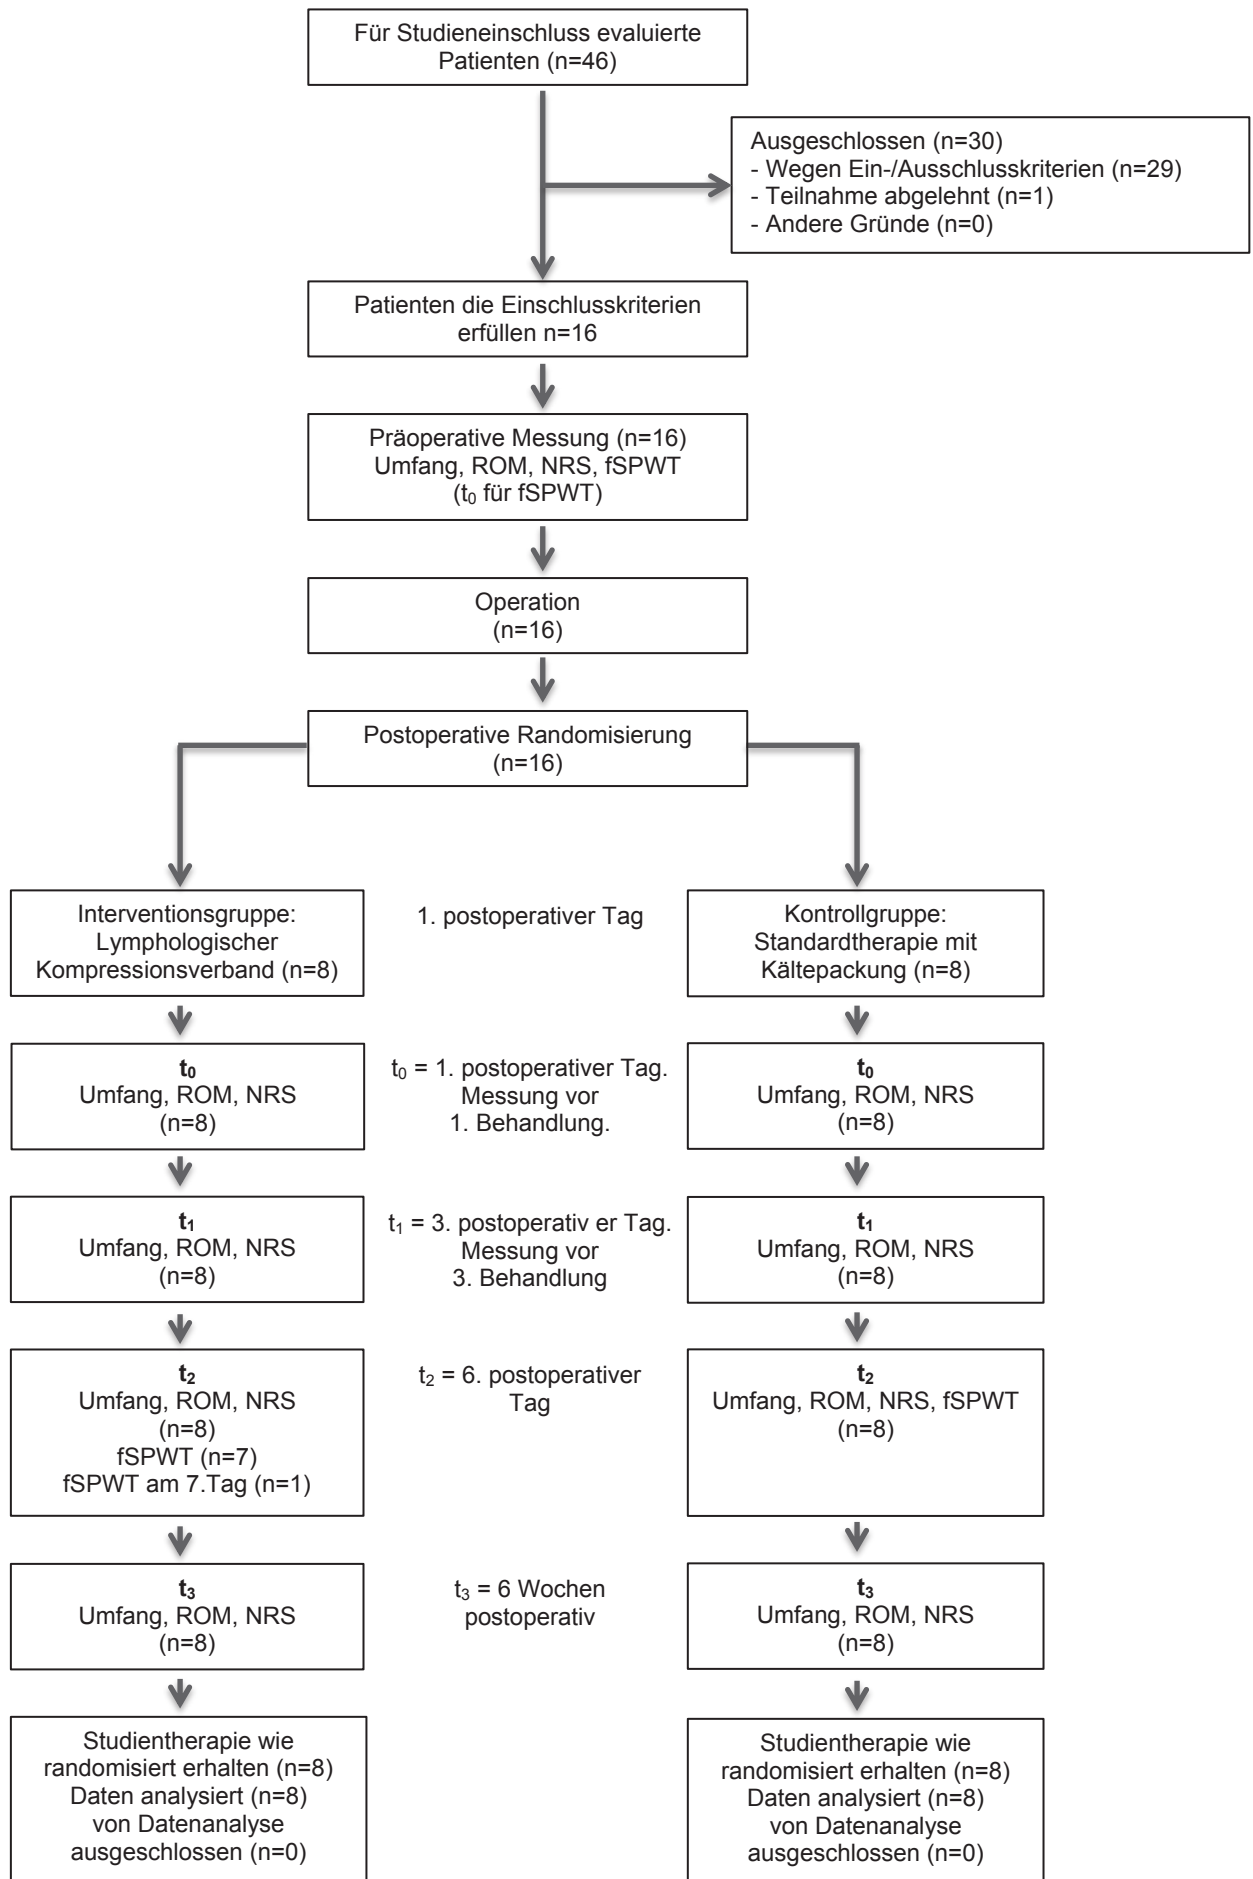 Für Studieneinschluss evaluierte
Patienten (n=46)
Ausgeschlossen (n=30)
- Wegen Ein-/Ausschlusskriterien (n=29)
- Teilnahme abgelehnt (n=1)
- Andere Gründe (n=0)
Patienten die Einschlusskriterien
erfüllen n=16
Präoperative Messung (n=16)
Umfang, ROM, NRS, fSPWT
(t₀ für fSPWT)
Operation
(n=16)
Postoperative Randomisierung
(n=16)
Interventionsgruppe:
Lymphologischer
Kompressionsverband (n=8)
1. postoperativer Tag
Kontrollgruppe:
Standardtherapie mit
Kältepackung (n=8)
t₀
Umfang, ROM, NRS
(n=8)
t₀ = 1. postoperativer Tag.
Messung vor
1. Behandlung.
t₀
Umfang, ROM, NRS
(n=8)
t₁
Umfang, ROM, NRS
(n=8)
t₁ = 3. postoperativ er Tag.
Messung vor
3. Behandlung
t₁
Umfang, ROM, NRS
(n=8)
t₂
Umfang, ROM, NRS
(n=8)
fSPWT (n=7)
fSPWT am 7.Tag (n=1)
t₂ = 6. postoperativer
Tag
t₂
Umfang, ROM, NRS, fSPWT
(n=8)
t₃
Umfang, ROM, NRS
(n=8)
t₃ = 6 Wochen
postoperativ
t₃
Umfang, ROM, NRS
(n=8)
Studientherapie wie
randomisiert erhalten (n=8)
Daten analysiert (n=8)
von Datenanalyse
ausgeschlossen (n=0)
Studientherapie wie
randomisiert erhalten (n=8)
Daten analysiert (n=8)
von Datenanalyse
ausgeschlossen (n=0)